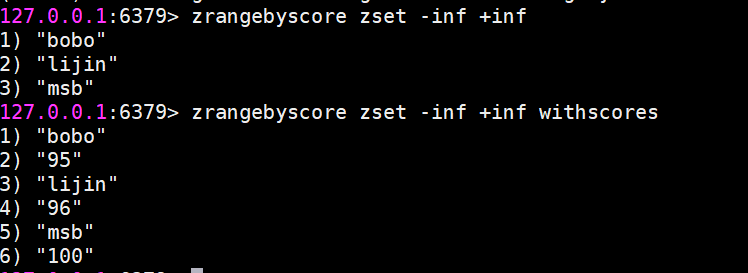 127.0.0.1:6379> zrangebyscore zset -inf +inf
1) "bobo"
2) "lijin"
3) "msb"
127.0.0.1:6379> zrangebyscore zset -inf +inf withscores
1) "bobo"
2) "95"
3) "lijin"
4) "96"
5) "msb"
6) "100"